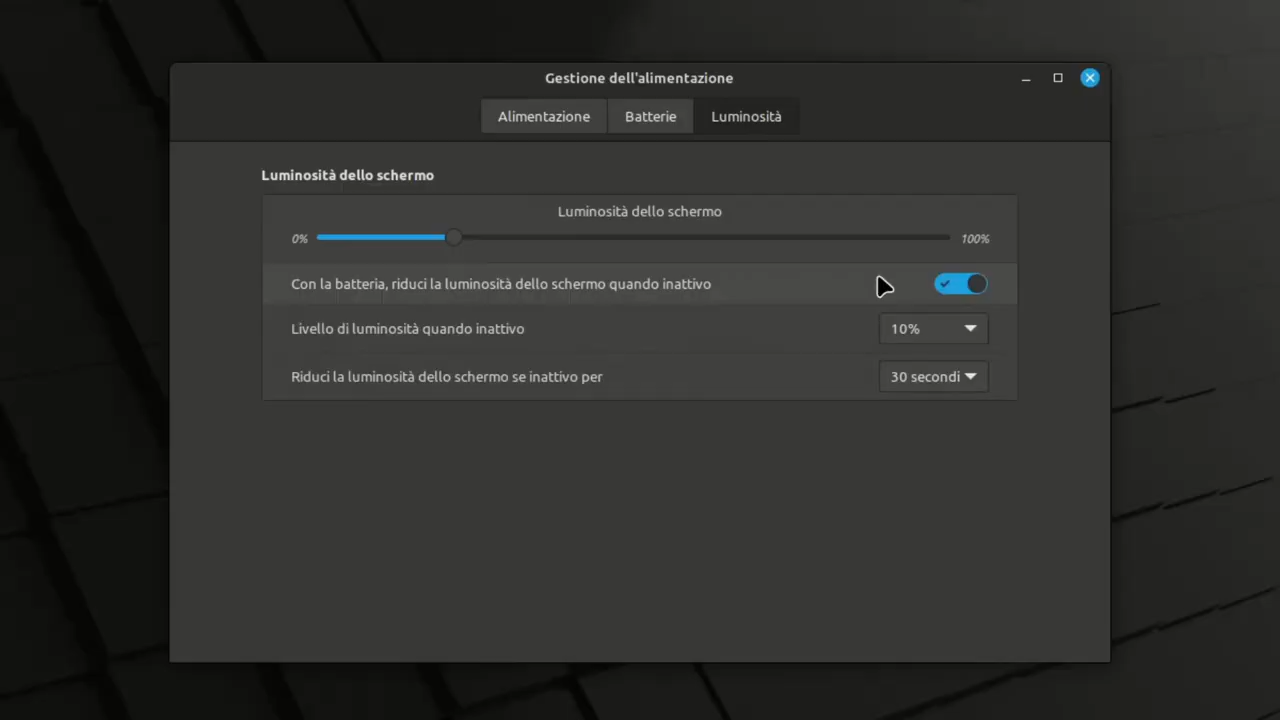 Gestione dell'alimentazione
Alimentazione
Batterie
Luminosità
Luminosità dello schermo
Luminosità dello schermo
0%
100%
Con la batteria, riduci la luminosità dello schermo quando inattivo
Livello di luminosità quando inattivo
10%
Riduci la luminosità dello schermo se inattivo per
30 secondi